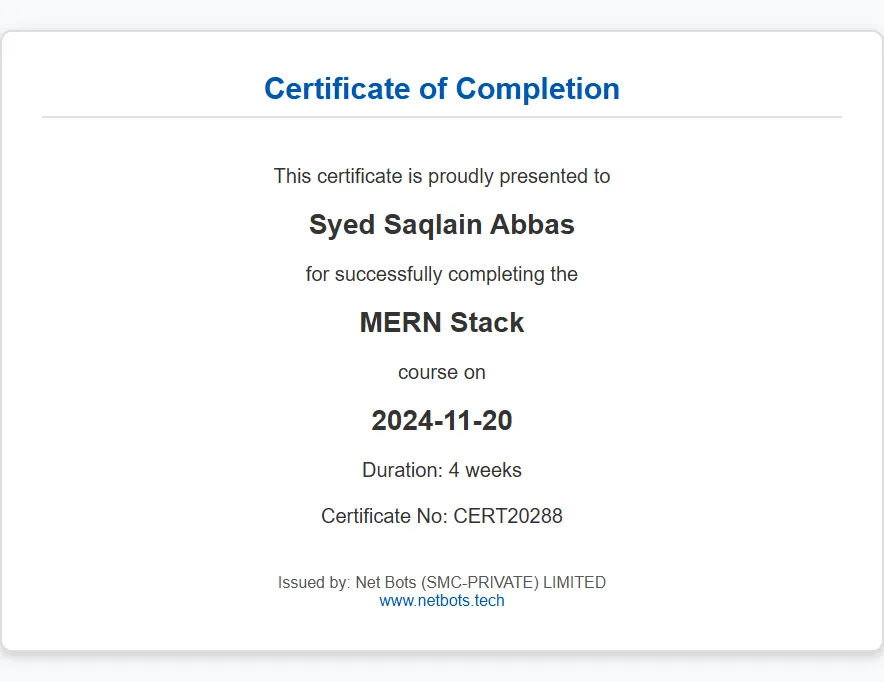 Certificate of Completion
This certificate is proudly presented to
Syed Saqlain Abbas
for successfully completing the
MERN Stack
course on
2024-11-20
Duration: 4 weeks
Certificate No: CERT20288
Issued by: Net Bots (SMC-PRIVATE) LIMITED
www.netbots.tech